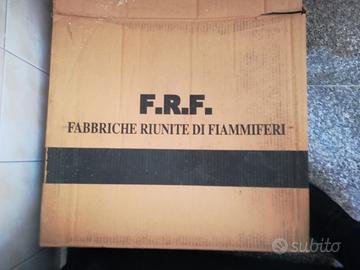 F.R.F.
FABBRICHE RIUNITE DI FIAMMIFERI
subito